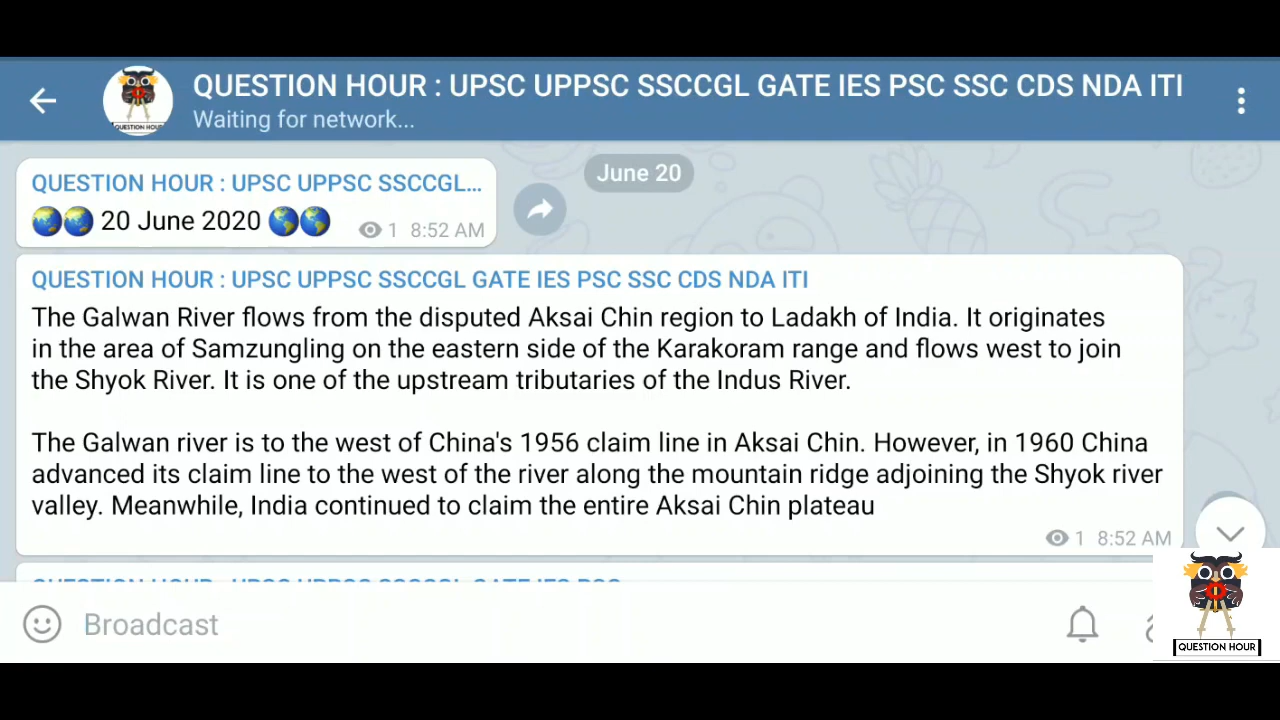 QUESTION HOUR : UPSC UPPSC SSCCGL GATE IES PSC SSC CDS NDA ITI
Waiting for network...
QUESTION HOUR
June 20
QUESTION HOUR : UPSC UPPSC SSCCGL...
🌏🌏 20 June 2020 🌎🌎 1 8:52 AM
QUESTION HOUR : UPSC UPPSC SSCCGL GATE IES PSC SSC CDS NDA ITI
The Galwan River flows from the disputed Aksai Chin region to Ladakh of India. It originates
in the area of Samzungling on the eastern side of the Karakoram range and flows west to join
the Shyok River. It is one of the upstream tributaries of the Indus River.
The Galwan river is to the west of China's 1956 claim line in Aksai Chin. However, in 1960 China
advanced its claim line to the west of the river along the mountain ridge adjoining the Shyok river
valley. Meanwhile, India continued to claim the entire Aksai Chin plateau
1 8:52 AM
Broadcast
QUESTION HOUR